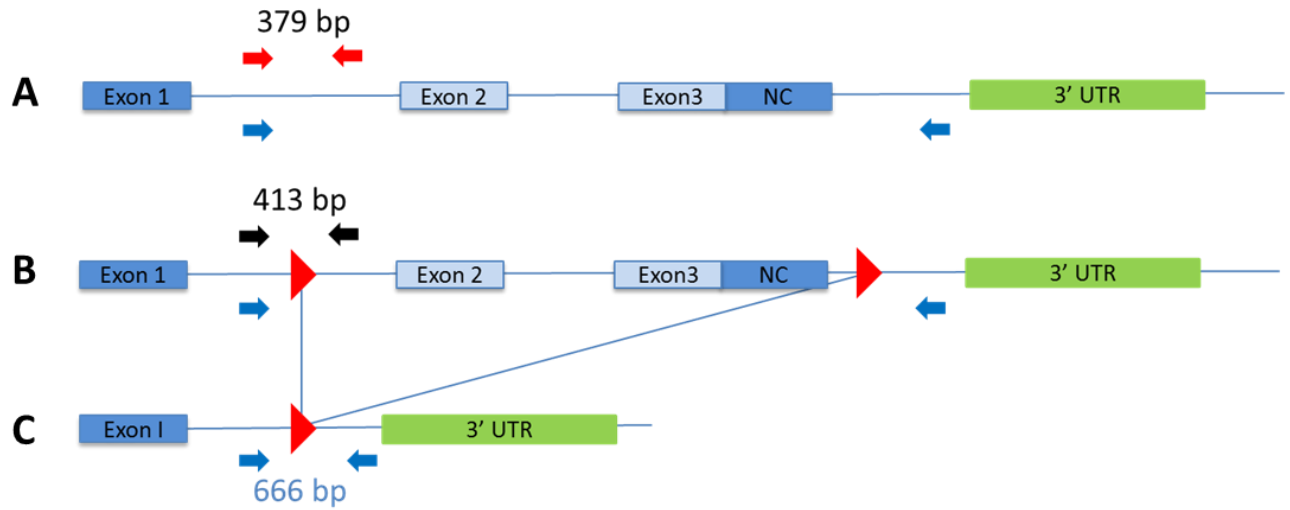 379 bp
A
Exon 1
Exon 2
Exon3
NC
3’ UTR
413 bp
B
Exon 1
Exon 2
Exon3
NC
3’ UTR
C
Exon I
3’ UTR
666 bp